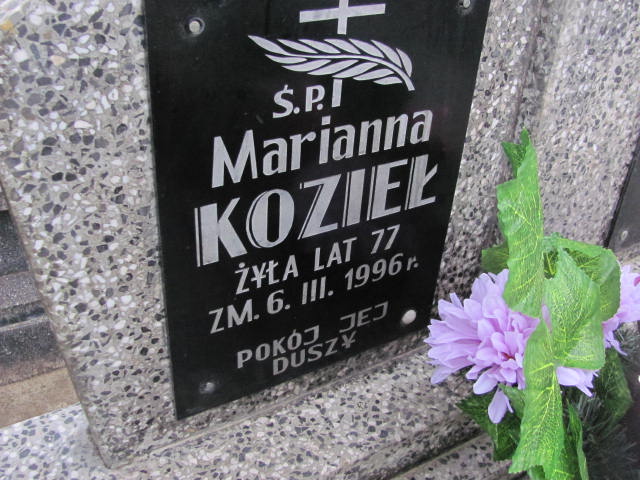 Ś.P.
Marianna
KOZIEŁ
ŻYŁA LAT 77
ZM. 6. III. 1996 r.
POKÓJ JEJ
DUSZY